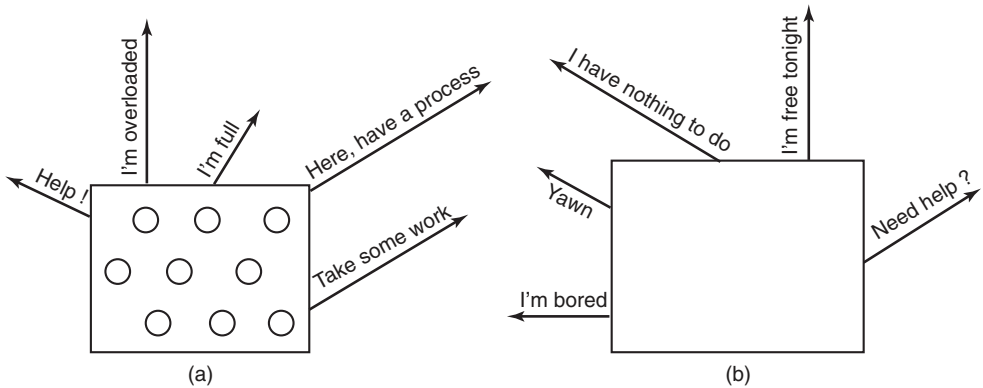 I'm overloaded
I'm full
Here, have a process
Help !
Take some work
(a)
I have nothing to do
I'm free tonight
Yawn
Need help ?
I'm bored
(b)